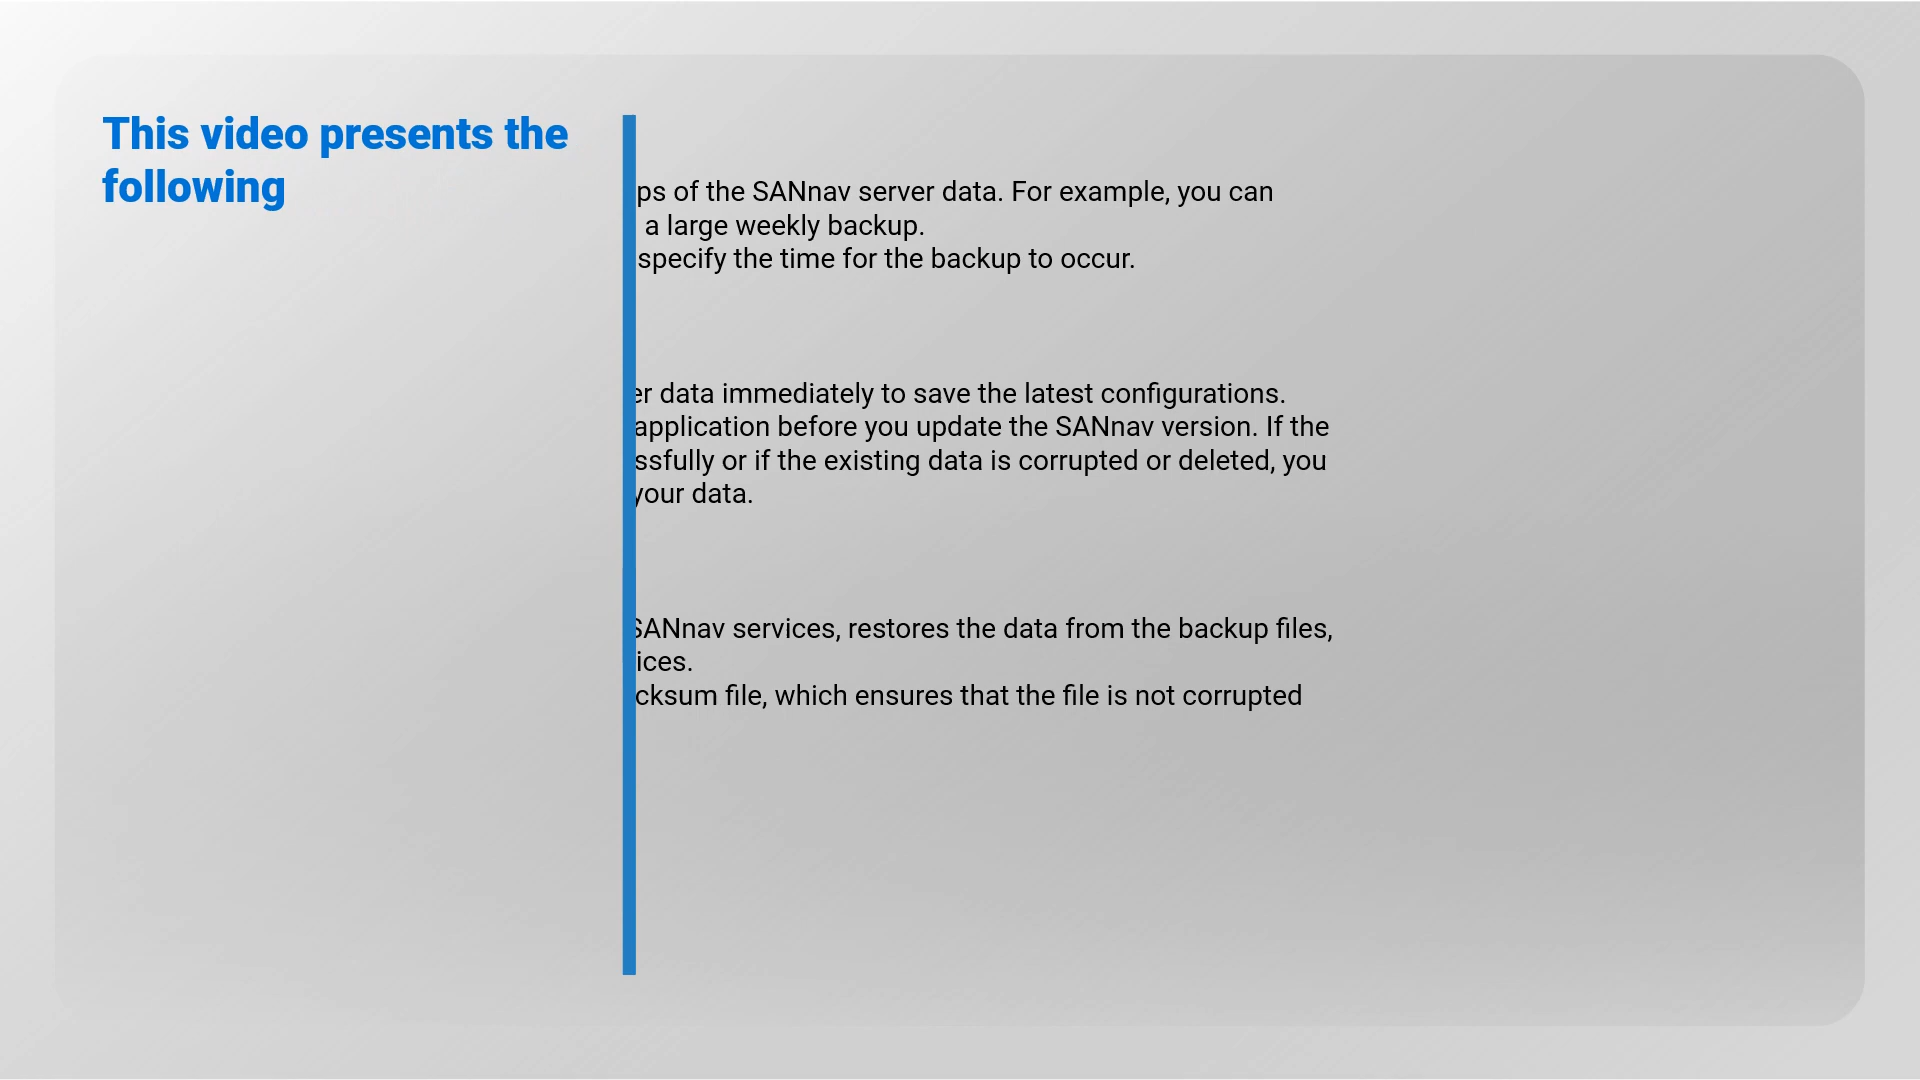 This video presents the
following
ps of the SANnav server data. For example, you can
a large weekly backup.
specify the time for the backup to occur.
er data immediately to save the latest configurations.
application before you update the SANnav version. If the
ssfully or if the existing data is corrupted or deleted, you
your data.
SANnav services, restores the data from the backup files,
ices.
cksum file, which ensures that the file is not corrupted